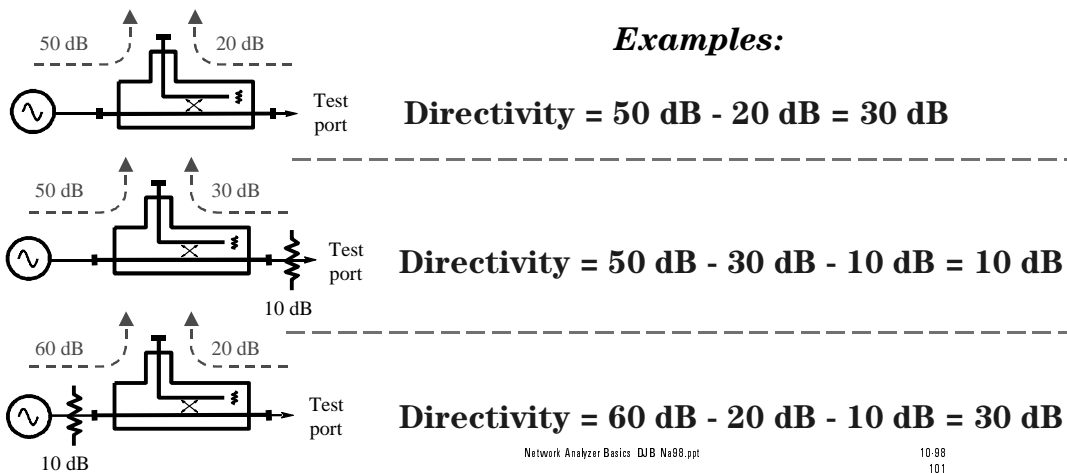 Examples:
50 dB 20 dB
Test
port
Directivity = 50 dB - 20 dB = 30 dB
50 dB 30 dB
Test
port
10 dB
Directivity = 50 dB - 30 dB - 10 dB = 10 dB
60 dB 20 dB
Test
port
10 dB
Directivity = 60 dB - 20 dB - 10 dB = 30 dB
Network Analyzer Basics DJB Na98.ppt
10-98
101